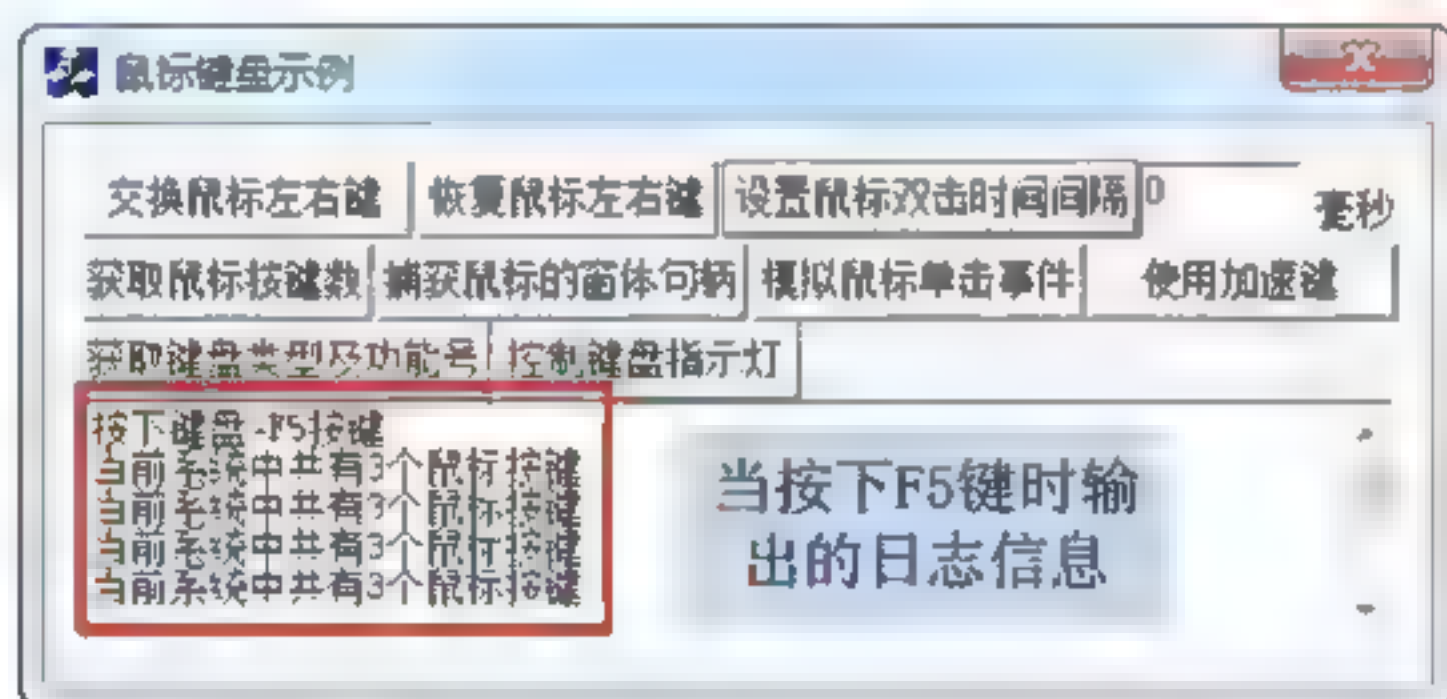 鼠标键盘示例
交换鼠标左右键 恢复鼠标左右键 设置鼠标双击时间间隔 0 毫秒
获取鼠标按键数 捕获鼠标的窗体句柄 模拟鼠标单击事件 使用加速键
获取键盘类型及功能号 控制键盘指示灯
按下键盘-F5按键
当前系统中共有3个鼠标按键
当前系统中共有3个鼠标按键
当前系统中共有3个鼠标按键
当前系统中共有3个鼠标按键
当按下F5键时输
出的日志信息